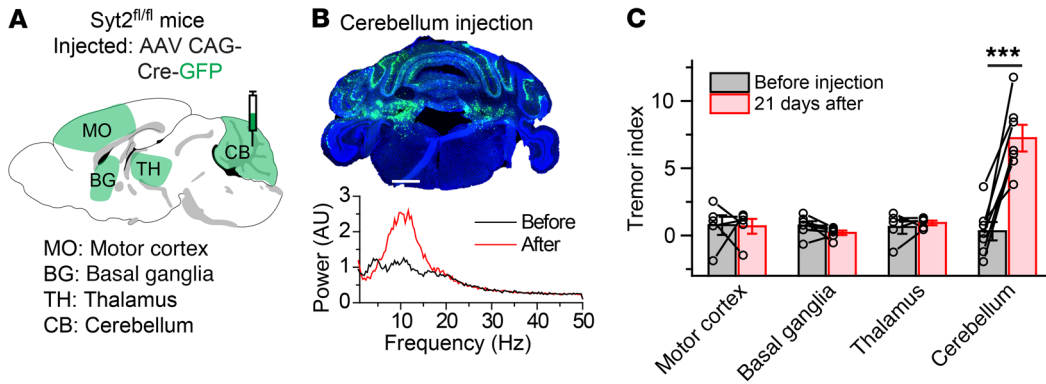 A
Syt2fl/fl mice
Injected: AAV CAG-
Cre-GFP
MO
BG
TH
CB
MO: Motor cortex
BG: Basal ganglia
TH: Thalamus
CB: Cerebellum
B
Cerebellum injection
Power (AU)
3
2
1
0
Before
After
10 20 30 40 50
Frequency (Hz)
C
Tremor index
10
5
0
Before injection
21 days after
***
Motor cortex
Basal ganglia
Thalamus
Cerebellum